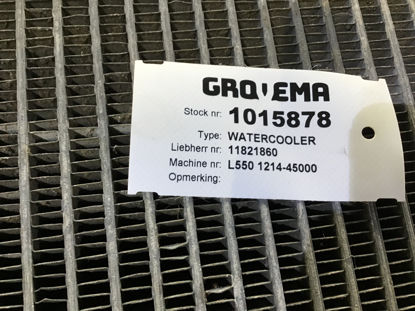 GROVEMA
Stock nr: 1015878
Type: WATERCOOLER
Liebherr nr: 11821860
Machine nr: L550 1214-45000
Opmerking: